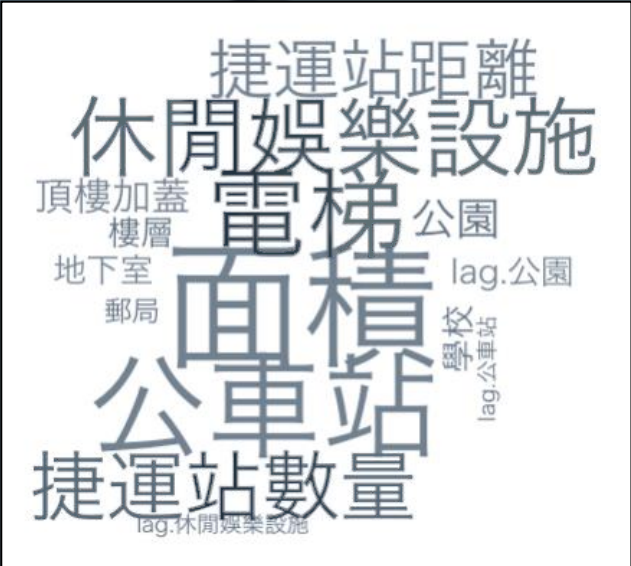 捷運站距離
休閒娛樂設施
頂樓加蓋
電梯
公園
樓層
地下室
面積
lag.公園
郵局
學校
lag.公車站
公車站
捷運站數量
lag.休閒娛樂設施